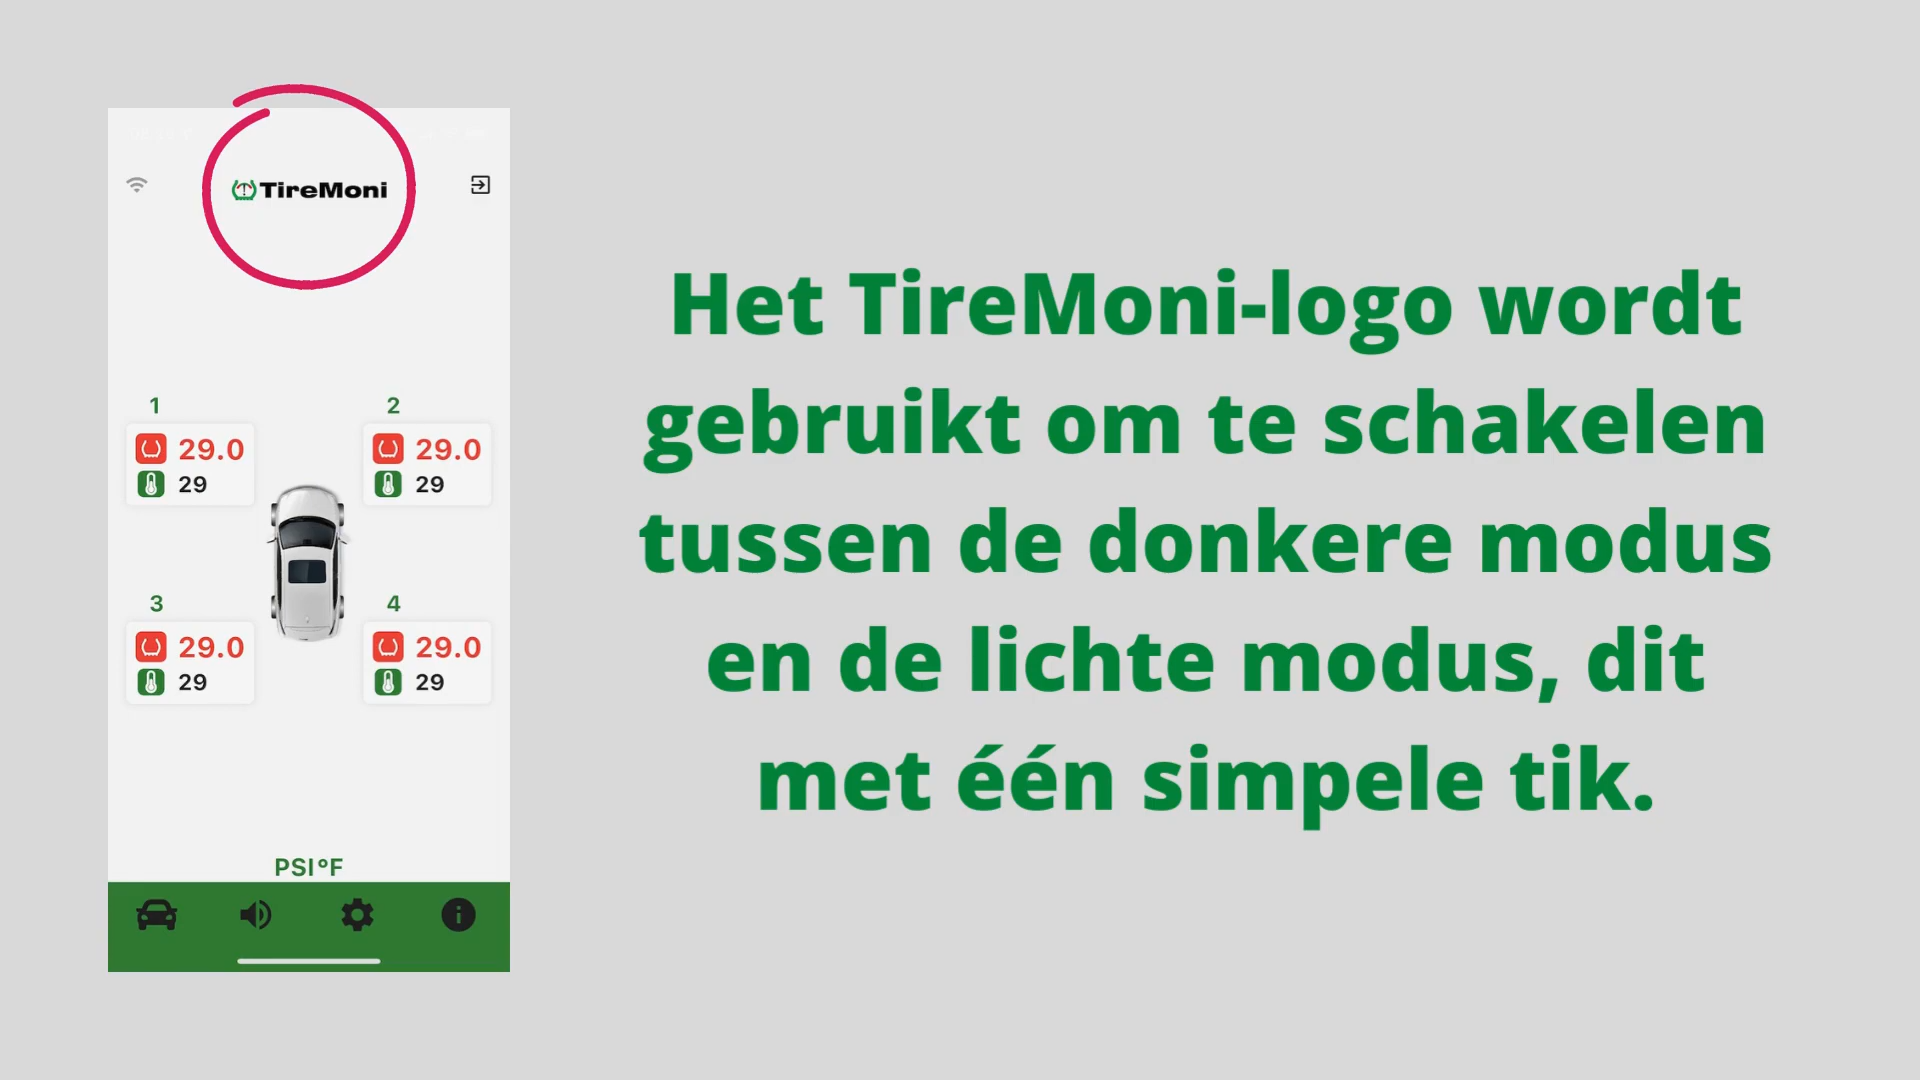 TireMoni
1
2
29.0
29.0
29
29
3
4
29.0
29.0
29
29
PSI°F
Het TireMoni-logo wordt
gebruikt om te schakelen
tussen de donkere modus
en de lichte modus, dit
met één simpele tik.